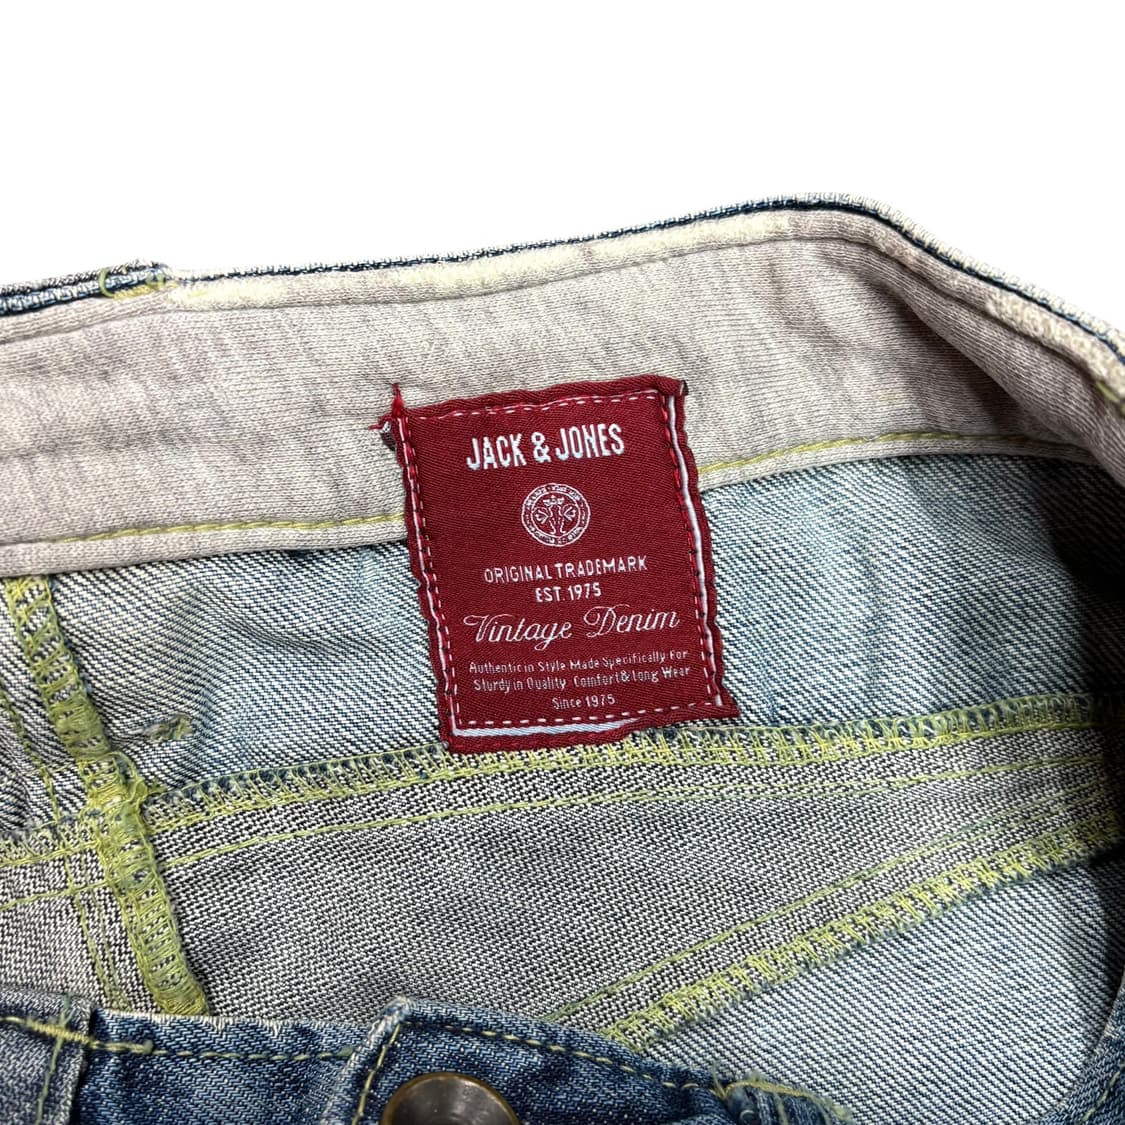 JACK & JONES
ORIGINAL TRADEMARK
EST. 1975
Vintage Denim
Authentic in Style Made Specifically For
Sturdy in Quality · Comfort & Long Wear
Since 1975